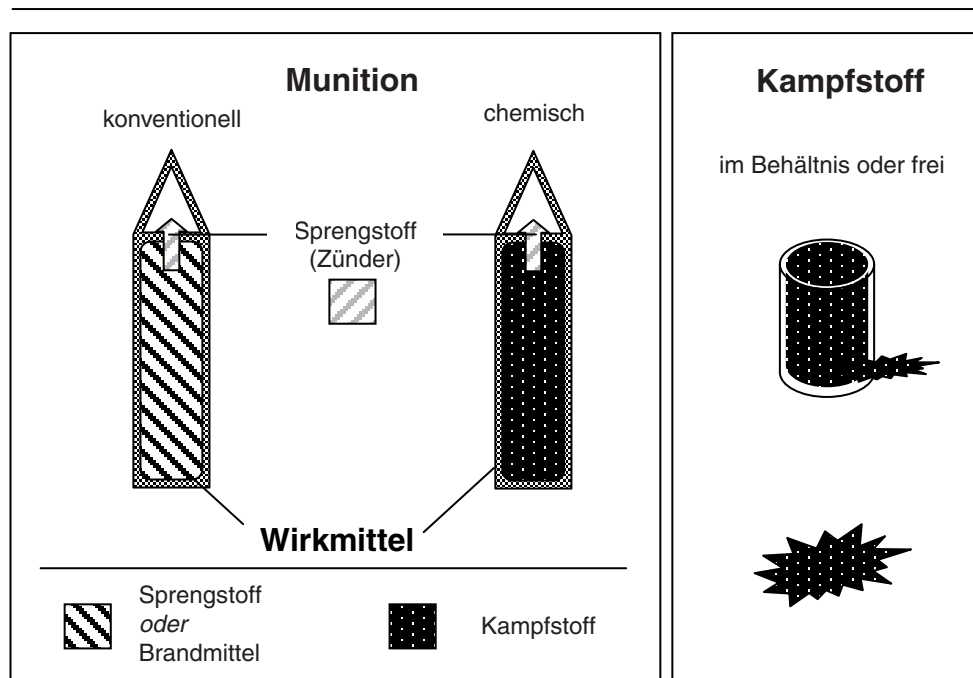 Munition
konventionell
chemisch
Sprengstoff
(Zünder)
Wirkmittel
Sprengstoff
oder
Brandmittel
Kampfstoff
Kampfstoff
im Behältnis oder frei